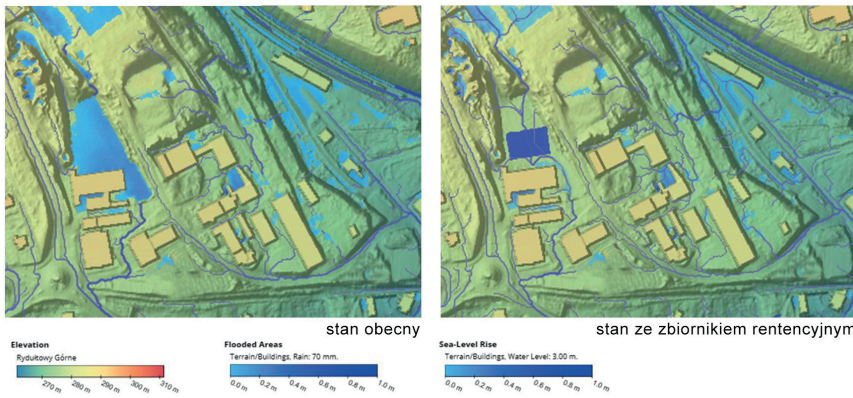 stan obecny
stan ze zbiornikiem rentencyjnym
Elevation
Rydułtowy Górne
270 m
280 m
290 m
300 m
310 m
Flooded Areas
Terrain/Buildings, Rain: 70 mm.
0.0 m
0.2 m
0.4 m
0.6 m
0.8 m
1.0 m
Sea-Level Rise
Terrain/Buildings, Water Level: 3.00 m.
0.0 m
0.2 m
0.4 m
0.6 m
0.8 m
1.0 m